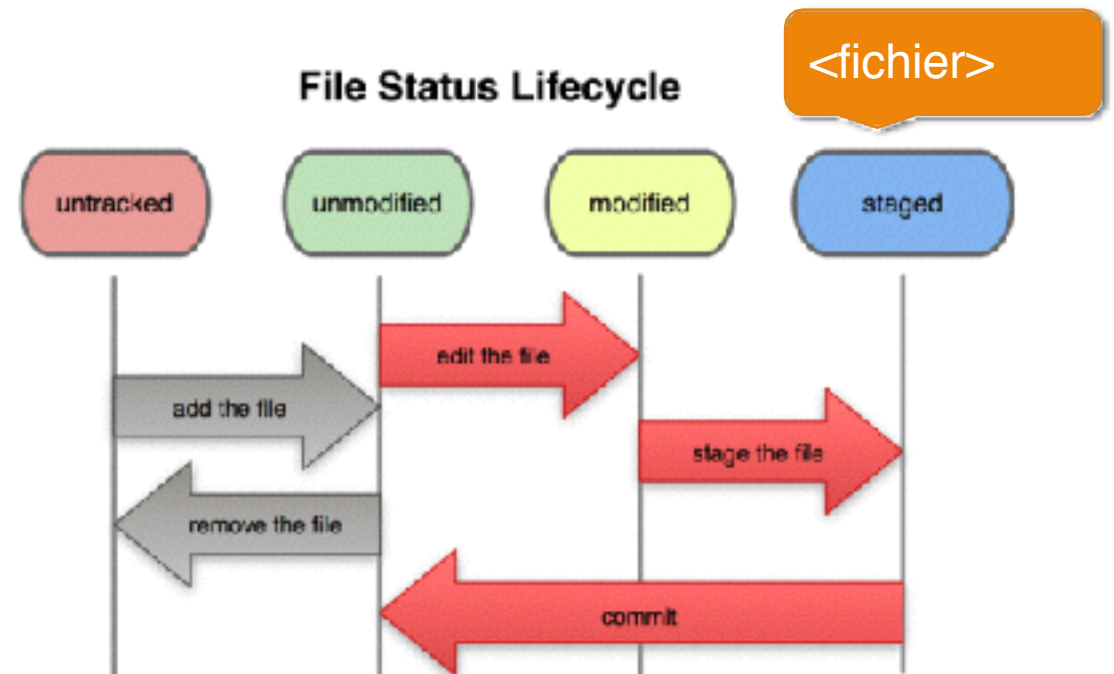 <fichier>
File Status Lifecycle
untracked
unmodified
modified
staged
edit the file
add the file
stage the file
remove the file
commit